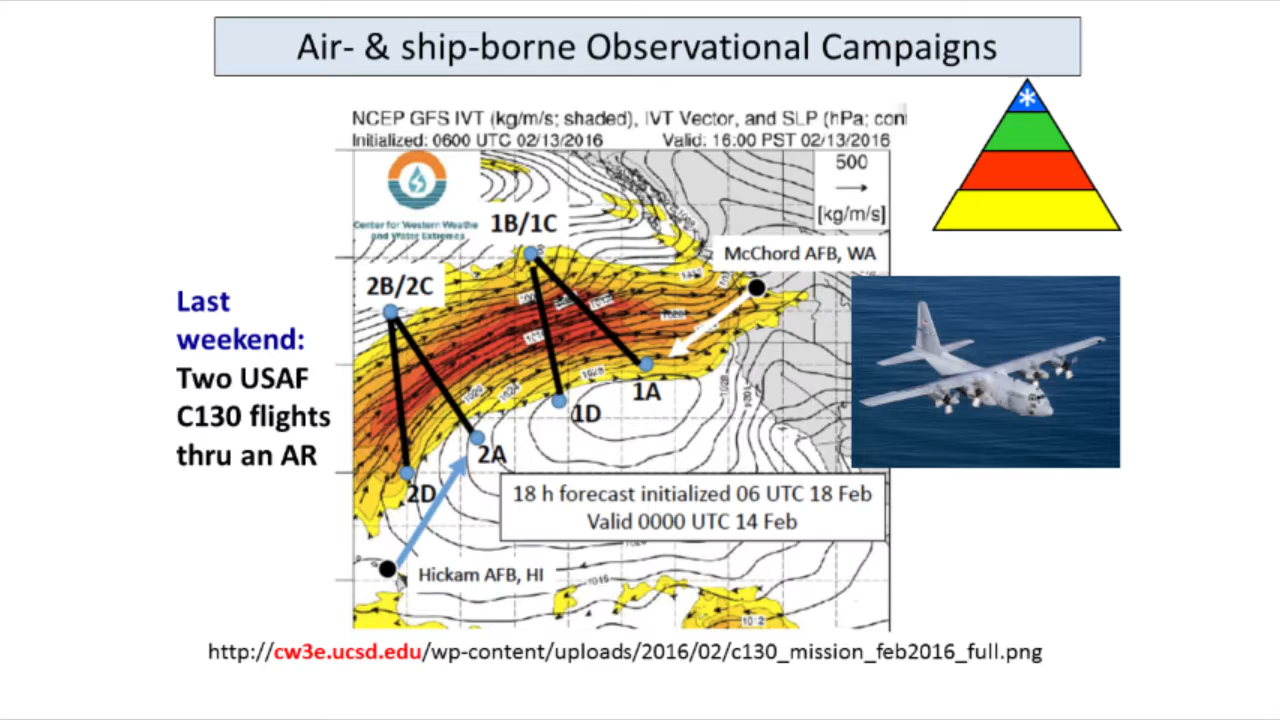 Air- & ship-borne Observational Campaigns
*
NCEP GFS IVT (kg/m/s; shaded), IVT Vector, and SLP (hPa; con
Initialized: 0600 UTC 02/13/2016 Valid: 16:00 PST 02/13/2016
500
[kg/m/s]
Center for Western Weathe
and Water Extremes
1B/1C
McChord AFB, WA
2B/2C
Last
weekend:
Two USAF
C130 flights
thru an AR
1A
1D
2A
2D
18 h forecast initialized 06 UTC 18 Feb
Valid 0000 UTC 14 Feb
Hickam AFB, HI
1016
1012
http://cw3e.ucsd.edu/wp-content/uploads/2016/02/c130_mission_feb2016_full.png